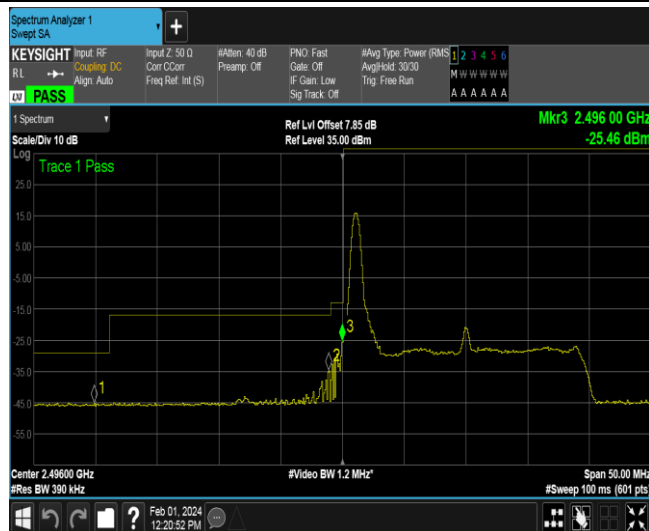 Spectrum Analyzer 1
Swept SA
+
KEYSIGHT
RL
LXI PASS
Input: RF
Coupling: DC
Align: Auto
Input Z: 50 Ω
Corr CCorr
Freq Ref: Int (S)
#Atten: 40 dB
Preamp: Off
PNO: Fast
Gate: Off
IF Gain: Low
Sig Track: Off
#Avg Type: Power (RMS
Avg|Hold: 30/30
Trig: Free Run
1 2 3 4 5 6
M W W W W W
A A A A A A
1 Spectrum
Scale/Div 10 dB
Ref Lvl Offset 7.85 dB
Ref Level 35.00 dBm
Mkr3 2.496 00 GHz
-25.46 dBm
Log
Trace 1 Pass
25.0
15.0
5.00
-5.00
-15.0
-25.0
-35.0
-45.0
-55.0
1
2
3
Center 2.49600 GHz
#Res BW 390 kHz
#Video BW 1.2 MHz*
Span 50.00 MHz
#Sweep 100 ms (601 pts)
?
Feb 01, 2024
12:20:52 PM